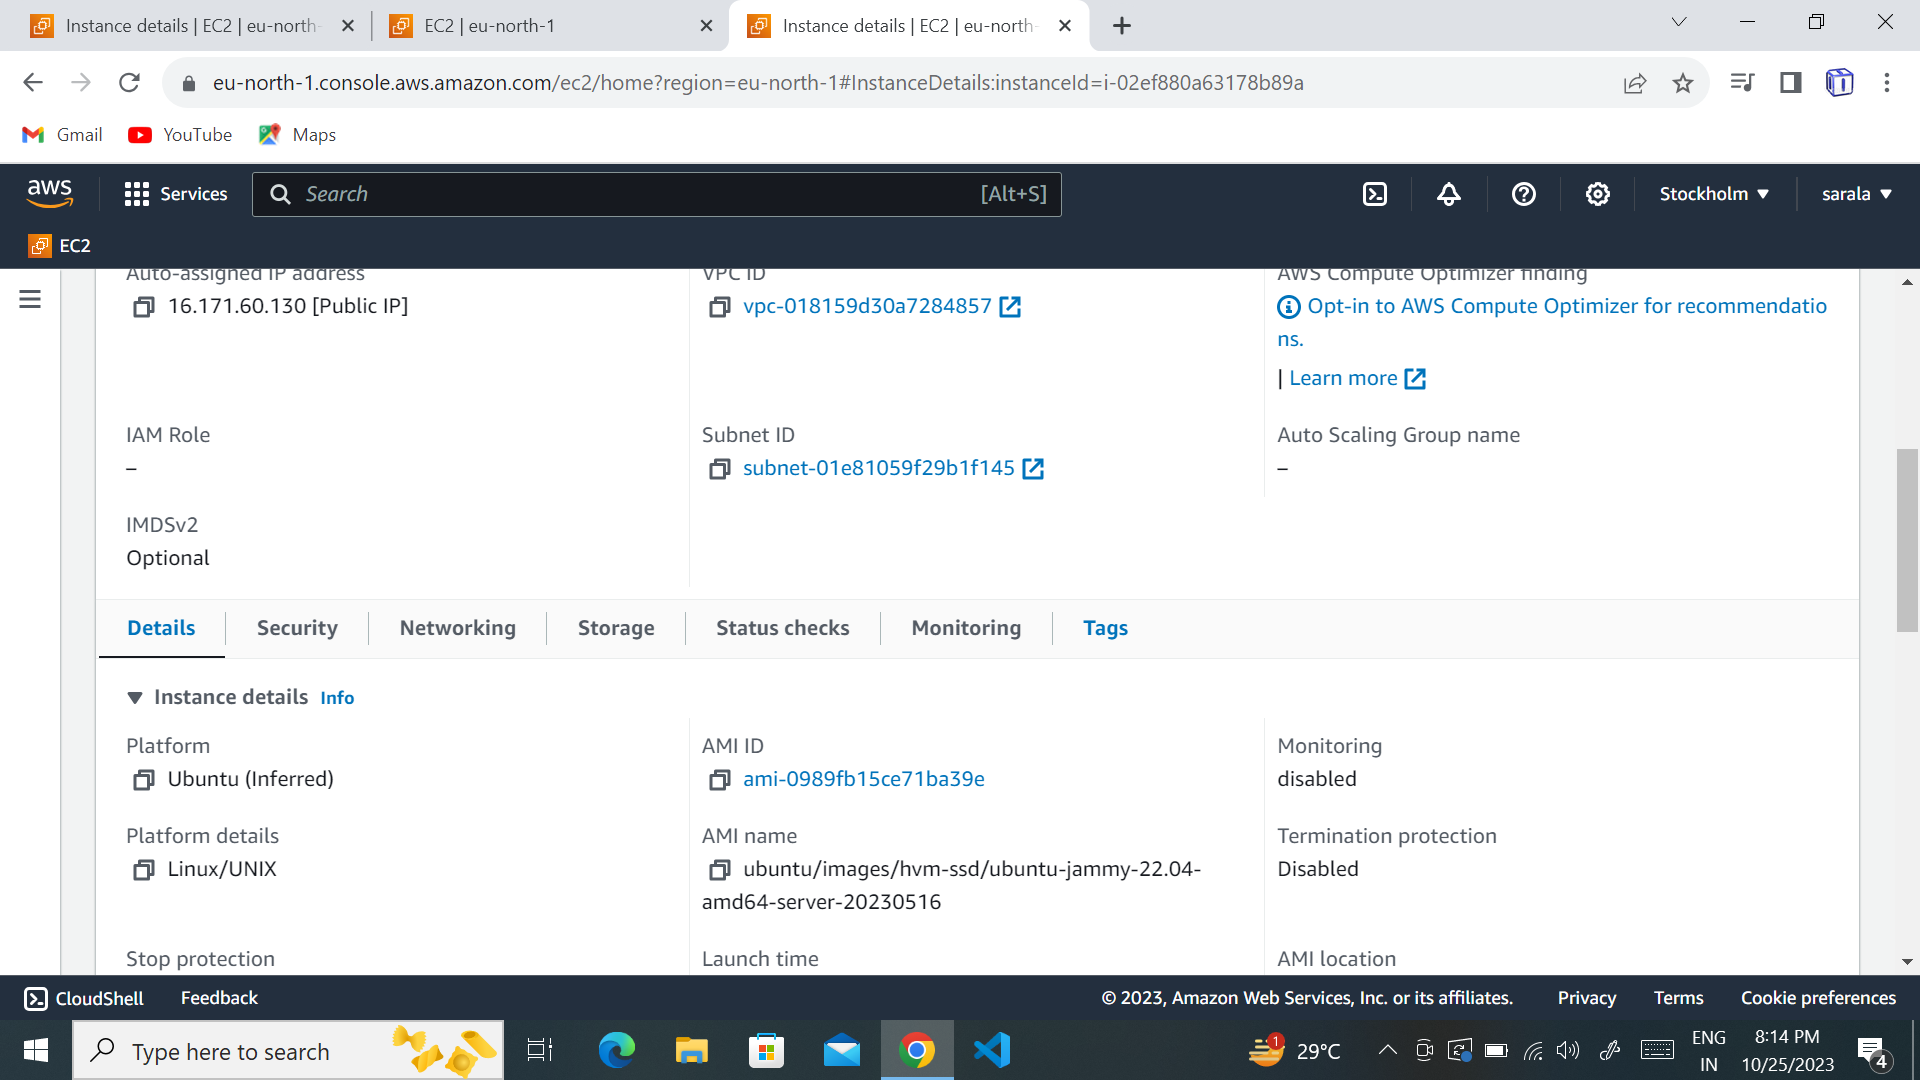 Instance details | EC2 | eu-north-
EC2 | eu-north-1
Instance details | EC2 | eu-north-
eu-north-1.console.aws.amazon.com/ec2/home?region=eu-north-1#InstanceDetails:instanceId=i-02ef880a63178b89a
Gmail
YouTube
Maps
aws
Services
Search
[Alt+S]
Stockholm
sarala
EC2
Auto-assigned IP address
16.171.60.130 [Public IP]
VPC ID
vpc-018159d30a7284857
AWS Compute Optimizer finding
Opt-in to AWS Compute Optimizer for recommendatio
ns.
| Learn more
IAM Role
–
Subnet ID
subnet-01e81059f29b1f145
Auto Scaling Group name
–
IMDSv2
Optional
Details
Security
Networking
Storage
Status checks
Monitoring
Tags
Instance details Info
Platform
Ubuntu (Inferred)
AMI ID
ami-0989fb15ce71ba39e
Monitoring
disabled
Platform details
Linux/UNIX
AMI name
ubuntu/images/hvm-ssd/ubuntu-jammy-22.04-
amd64-server-20230516
Termination protection
Disabled
Stop protection
Launch time
AMI location
CloudShell
Feedback
© 2023, Amazon Web Services, Inc. or its affiliates.
Privacy
Terms
Cookie preferences
Type here to search
1
29°C
ENG
IN
8:14 PM
10/25/2023
4